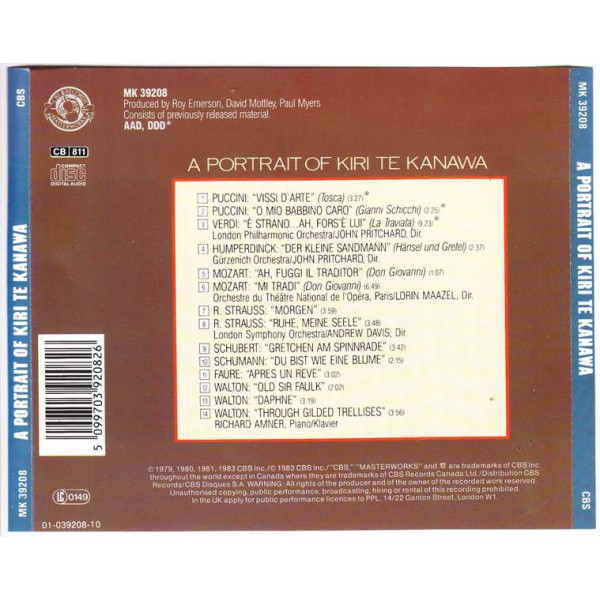 CBS
A PORTRAIT OF KIRI TE KANAWA
MK 39208
MK 39208
Produced by Roy Emerson, David Mottley, Paul Myers
Consists of previously released material.
AAD, DDD*
CB 811
COMPACT
disc
DIGITAL AUDIO
A PORTRAIT OF KIRI TE KANAWA
1 PUCCINI: "VISSI D'ARTE" (Tosca) (3:27)*
2 PUCCINI: "O MIO BABBINO CARO" (Gianni Schicchi) (2:25)*
3 VERDI: "È STRANO...AH, FORS'È LUI" (La Traviata) (9:23)*
London Philharmonic Orchestra/JOHN PRITCHARD, Dir.
4 HUMPERDINCK: "DER KLEINE SANDMANN" (Hänsel und Gretel) (2:37)
Gürzenich Orchester/JOHN PRITCHARD, Dir.
5 MOZART: "AH, FUGGI IL TRADITOR" (Don Giovanni) (1:07)
6 MOZART: "MI TRADI" (Don Giovanni) (6:49)
Orchestre du Théâtre National de l'Opéra, Paris/LORIN MAAZEL, Dir.
7 R. STRAUSS: "MORGEN" (3:59)
8 R. STRAUSS: "RUHE, MEINE SEELE" (3:48)
London Symphony Orchestra/ANDREW DAVIS, Dir.
9 SCHUBERT: "GRETCHEN AM SPINNRADE" (3:42)
10 SCHUMANN: "DU BIST WIE EINE BLUME" (2:15)
11 FAURE: "APRES UN REVE" (3:02)
12 WALTON: "OLD SIR FAULK" (2:02)
13 WALTON: "DAPHNE" (3:19)
14 WALTON: "THROUGH GILDED TRELLISES" (3:56)
RICHARD AMNER, Piano/Klavier
5 099703 920826
LC 0149
01-039208-10
© 1979, 1980, 1981, 1983 CBS Inc./℗ 1983 CBS Inc./"CBS," "MASTERWORKS" and are trademarks of CBS Inc.
throughout the world except in Canada where they are trademarks of CBS Records Canada Ltd./Distribution CBS
Records/CBS Disques S.A. WARNING: All rights of the producer and of the owner of the recorded work reserved.
Unauthorised copying, public performance, broadcasting, hiring or rental of this recording prohibited.
In the UK apply for public performance licences to PPL, 14/22 Ganton Street, London W1.
MK 39208
A PORTRAIT OF KIRI TE KANAWA
CBS